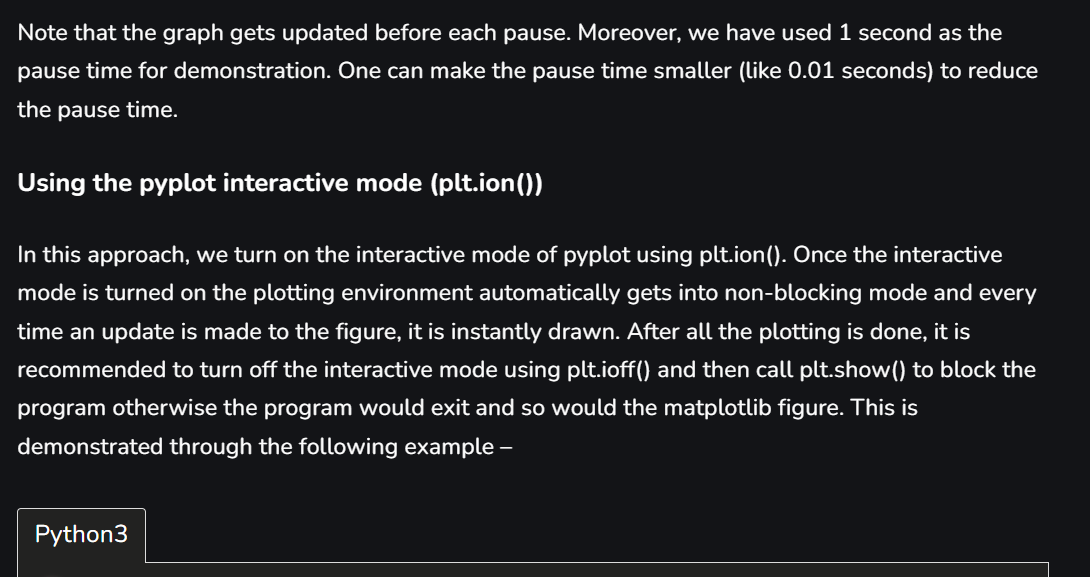 Note that the graph gets updated before each pause. Moreover, we have used 1 second as the
pause time for demonstration. One can make the pause time smaller (like 0.01 seconds) to reduce
the pause time.
Using the pyplot interactive mode (plt.ion())
In this approach, we turn on the interactive mode of pyplot using plt.ion(). Once the interactive
mode is turned on the plotting environment automatically gets into non-blocking mode and every
time an update is made to the figure, it is instantly drawn. After all the plotting is done, it is
recommended to turn off the interactive mode using plt.ioff() and then call plt.show() to block the
program otherwise the program would exit and so would the matplotlib figure. This is
demonstrated through the following example –
Python3